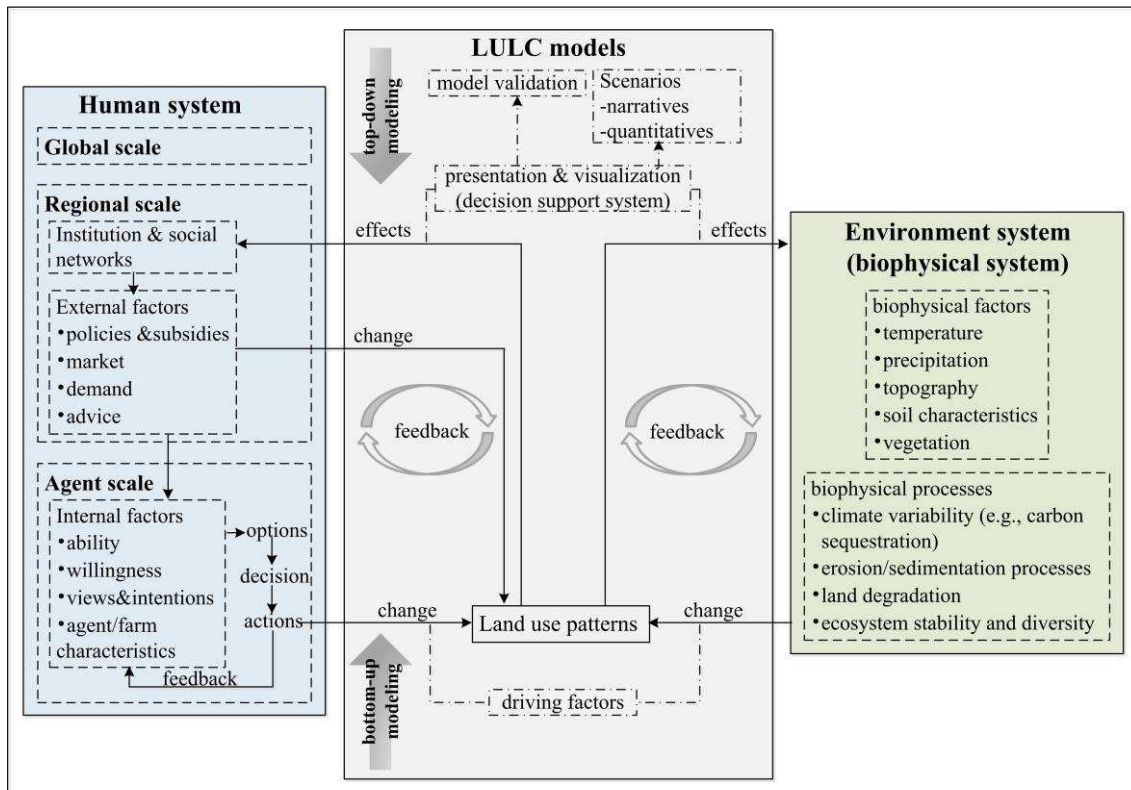 Human system
Global scale
Regional scale
Institution & social
networks
External factors
•policies &subsidies
•market
•demand
•advice
Agent scale
Internal factors
•ability
•willingness
•views&intentions
•agent/farm
characteristics
options
decision
actions
feedback
LULC models
top-down
modeling
model validation
Scenarios
-narratives
-quantitatives
presentation & visualization
(decision support system)
effects
effects
change
feedback
feedback
change
Land use patterns
change
driving factors
bottom-up
modeling
Environment system
(biophysical system)
biophysical factors
•temperature
•precipitation
•topography
•soil characteristics
•vegetation
biophysical processes
•climate variability (e.g., carbon
sequestration)
•erosion/sedimentation processes
•land degradation
•ecosystem stability and diversity